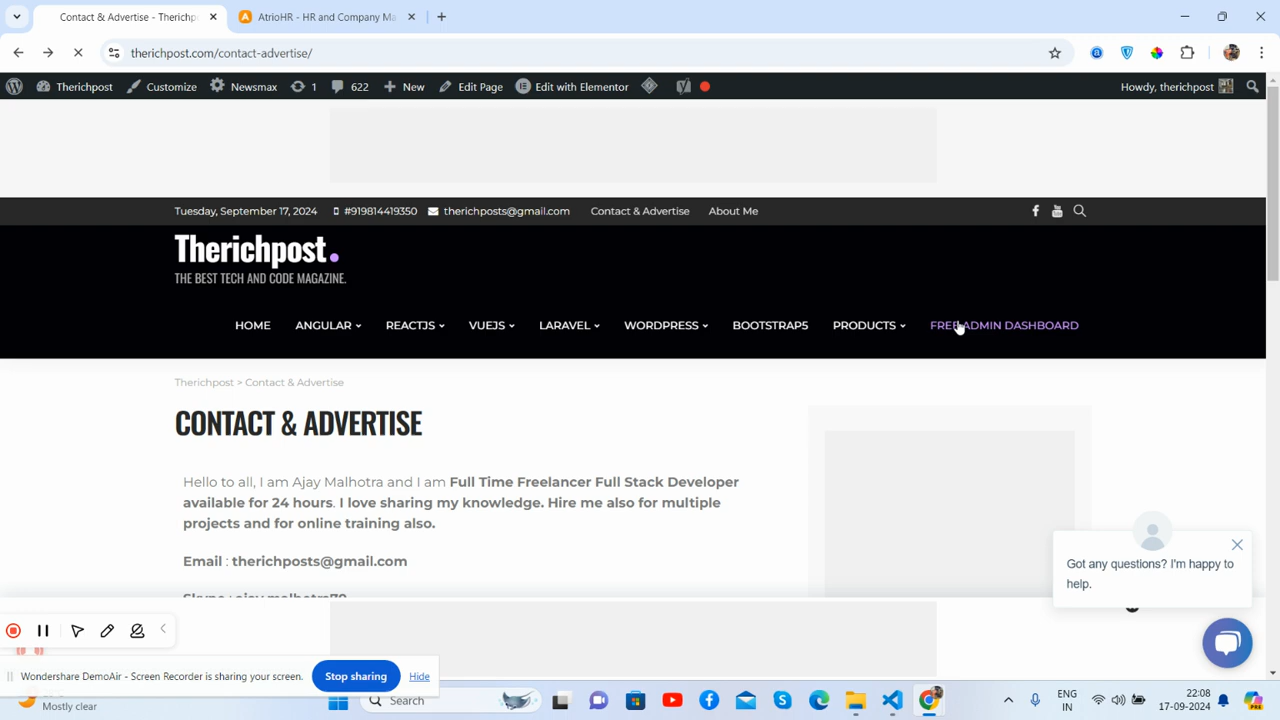 Contact & Advertise - Therichp
AtrioHR - HR and Company Ma
therichpost.com/contact-advertise/
Therichpost
Customize
Newsmax
1
622
New
Edit Page
Edit with Elementor
Howdy, therichpost
Tuesday, September 17, 2024
#919814419350
therichposts@gmail.com
Contact & Advertise
About Me
Therichpost.
THE BEST TECH AND CODE MAGAZINE.
HOME
ANGULAR
REACTJS
VUEJS
LARAVEL
WORDPRESS
BOOTSTRAP5
PRODUCTS
FREE ADMIN DASHBOARD
Therichpost > Contact & Advertise
CONTACT & ADVERTISE
Hello to all, I am Ajay Malhotra and I am Full Time Freelancer Full Stack Developer
available for 24 hours. I love sharing my knowledge. Hire me also for multiple
projects and for online training also.
Email : therichposts@gmail.com
Skype : ajay.malhotra70
Got any questions? I'm happy to
help.
Wondershare DemoAir - Screen Recorder is sharing your screen.
Stop sharing
Hide
Mostly clear
Search
ENG
IN
22:08
17-09-2024